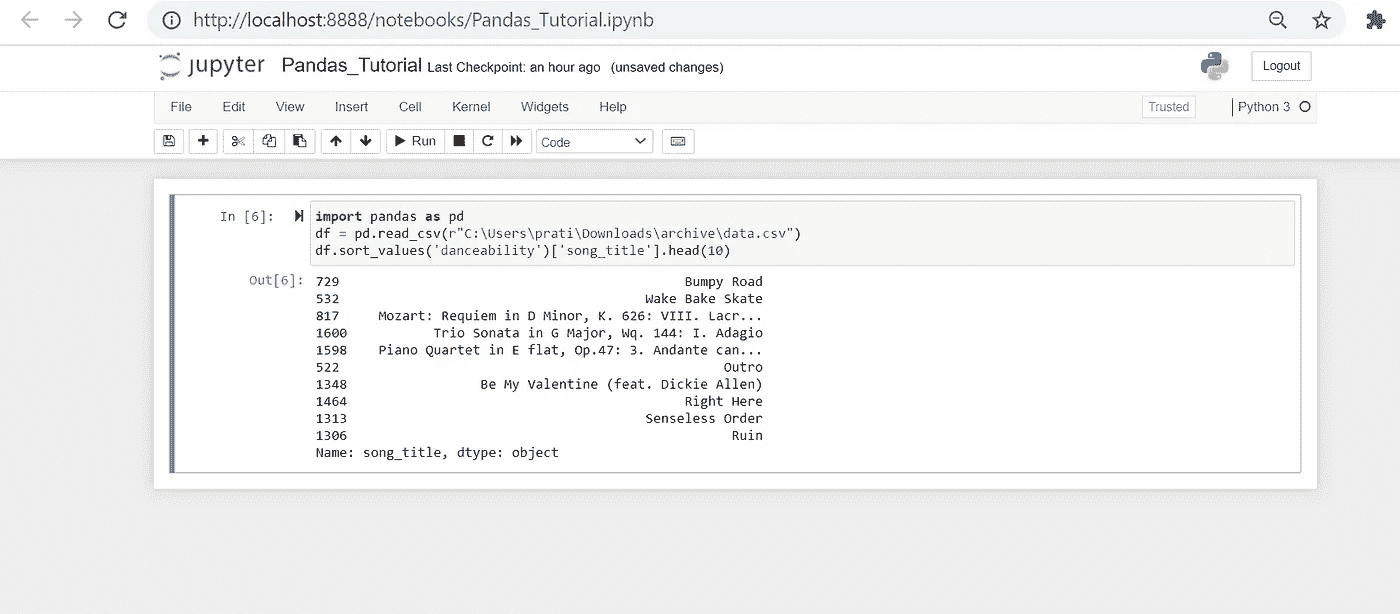 http://localhost:8888/notebooks/Pandas_Tutorial.ipynb
jupyter Pandas_Tutorial Last Checkpoint: an hour ago (unsaved changes) Logout
File Edit View Insert Cell Kernel Widgets Help Trusted Python 3
Run Code
In [6]: import pandas as pd
df = pd.read_csv(r"C:\Users\prati\Downloads\archive\data.csv")
df.sort_values('danceability')['song_title'].head(10)
Out[6]: 729 Bumpy Road
532 Wake Bake Skate
817 Mozart: Requiem in D Minor, K. 626: VIII. Lacr...
1600 Trio Sonata in G Major, Wq. 144: I. Adagio
1598 Piano Quartet in E flat, Op.47: 3. Andante can...
522 Outro
1348 Be My Valentine (feat. Dickie Allen)
1464 Right Here
1313 Senseless Order
1306 Ruin
Name: song_title, dtype: object